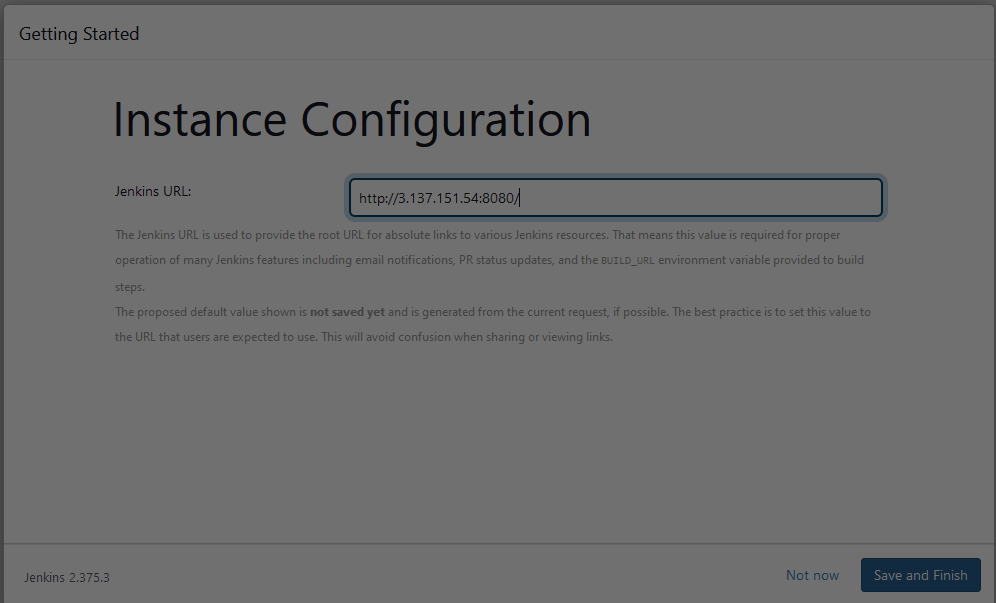 Getting Started
Instance Configuration
Jenkins URL:
http://3.137.151.54:8080/
The Jenkins URL is used to provide the root URL for absolute links to various Jenkins resources. That means this value is required for proper
operation of many Jenkins features including email notifications, PR status updates, and the BUILD_URL environment variable provided to build
steps.
The proposed default value shown is not saved yet and is generated from the current request, if possible. The best practice is to set this value to
the URL that users are expected to use. This will avoid confusion when sharing or viewing links.
Jenkins 2.375.3
Not now
Save and Finish